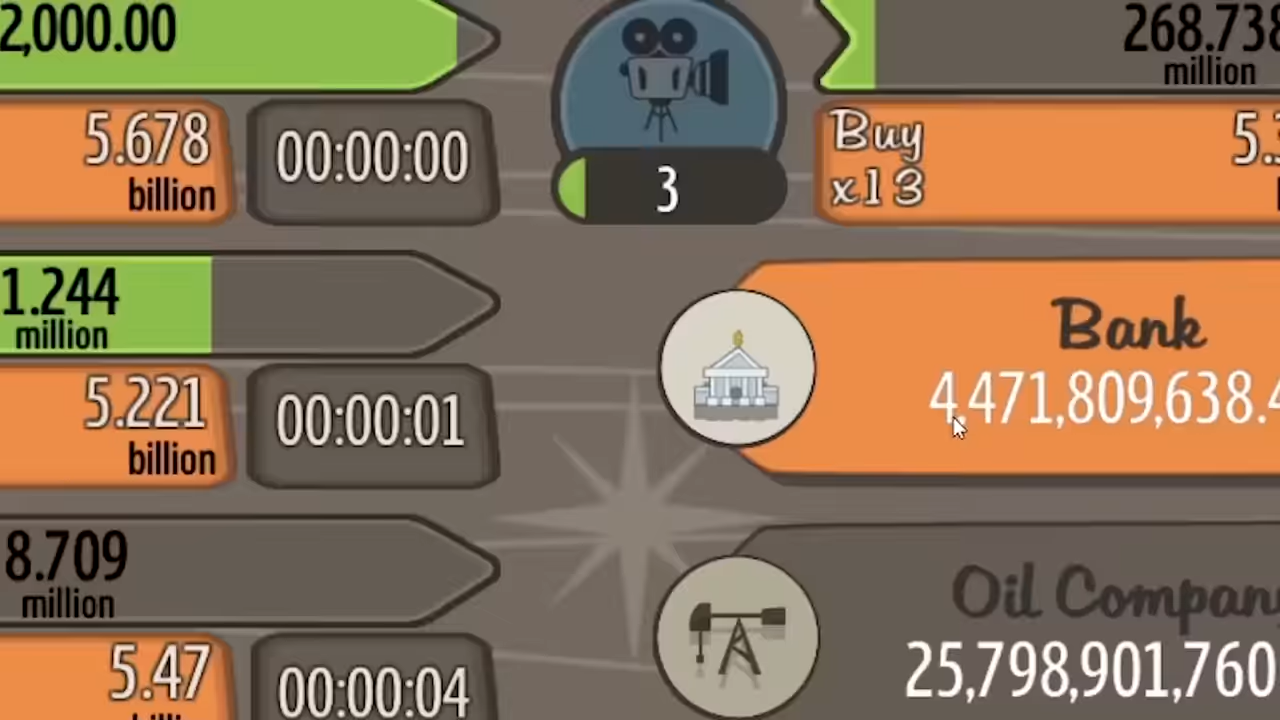 2,000.00
5.678
billion
00:00:00
3
268.738
million
Buy
x13
1.244
million
5.221
billion
00:00:01
Bank
4,471,809,638.4
8.709
million
5.47
00:00:04
Oil Company
25,798,901,760